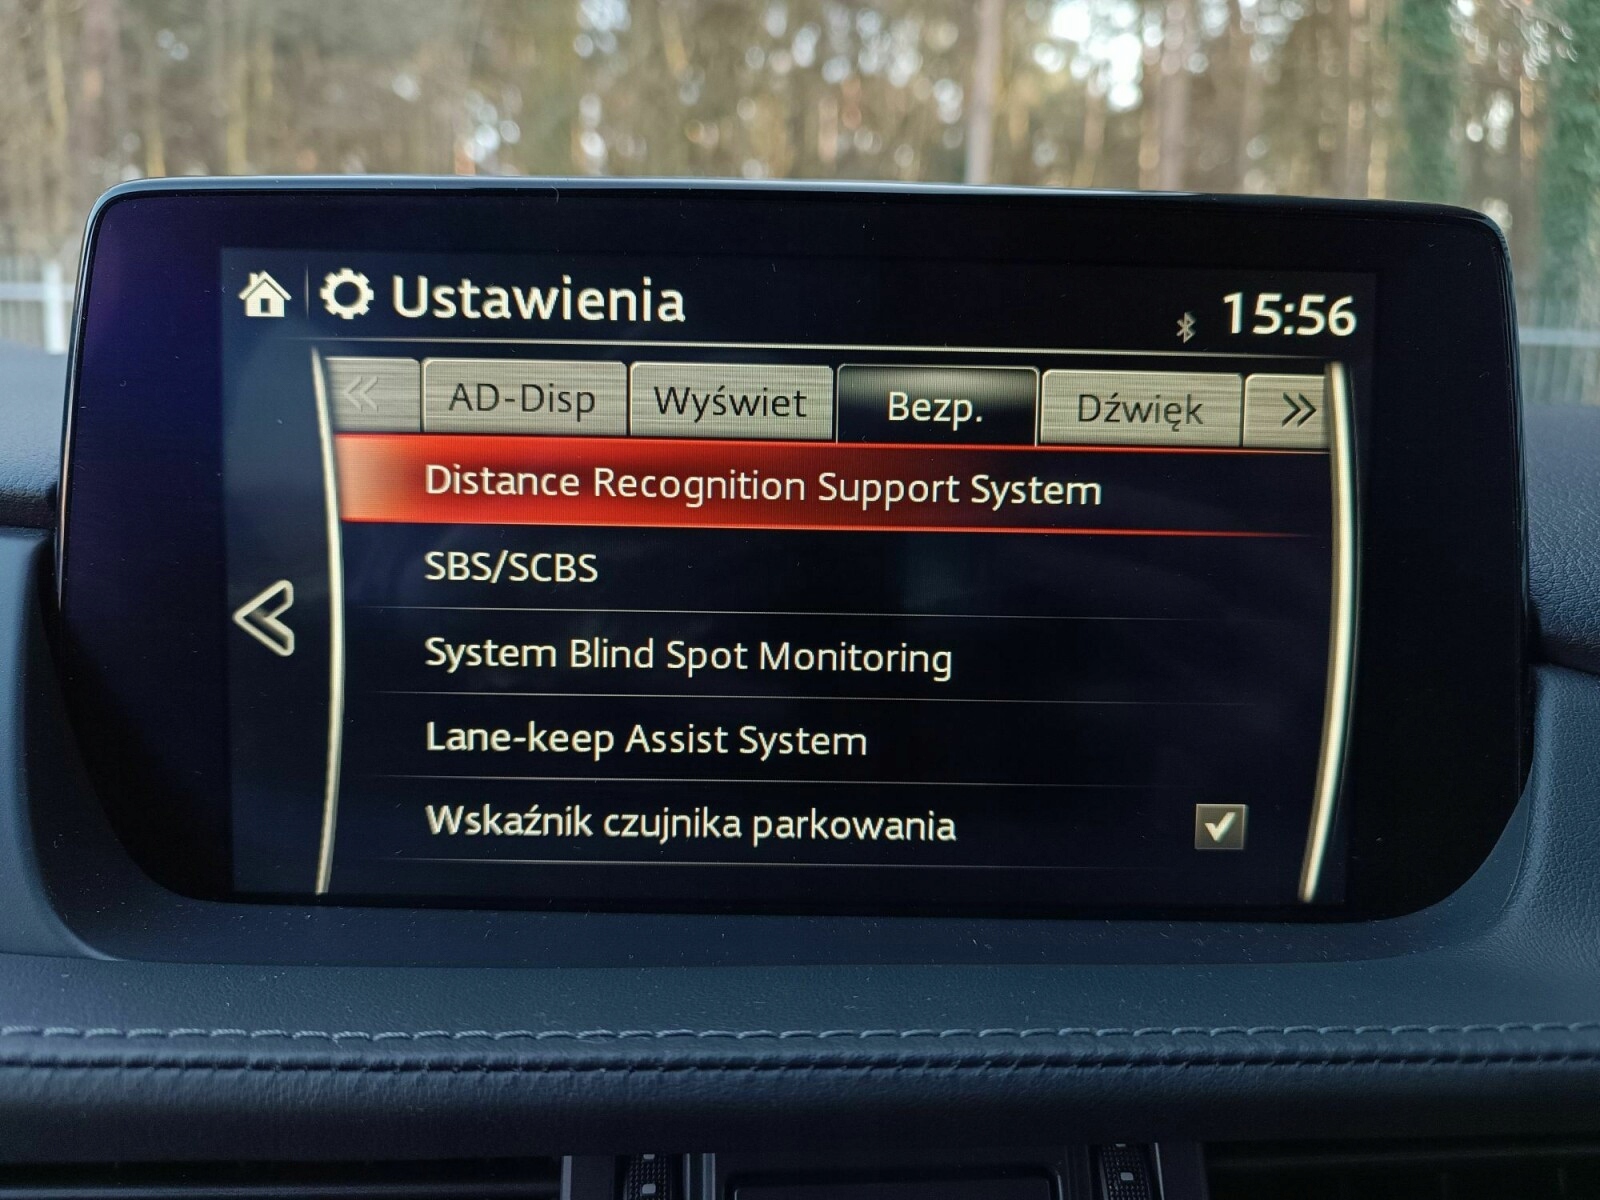 Ustawienia
15:56
AD-Disp Wyświet Bezp. Dźwięk
Distance Recognition Support System
SBS/SCBS
System Blind Spot Monitoring
Lane-keep Assist System
Wskaźnik czujnika parkowania